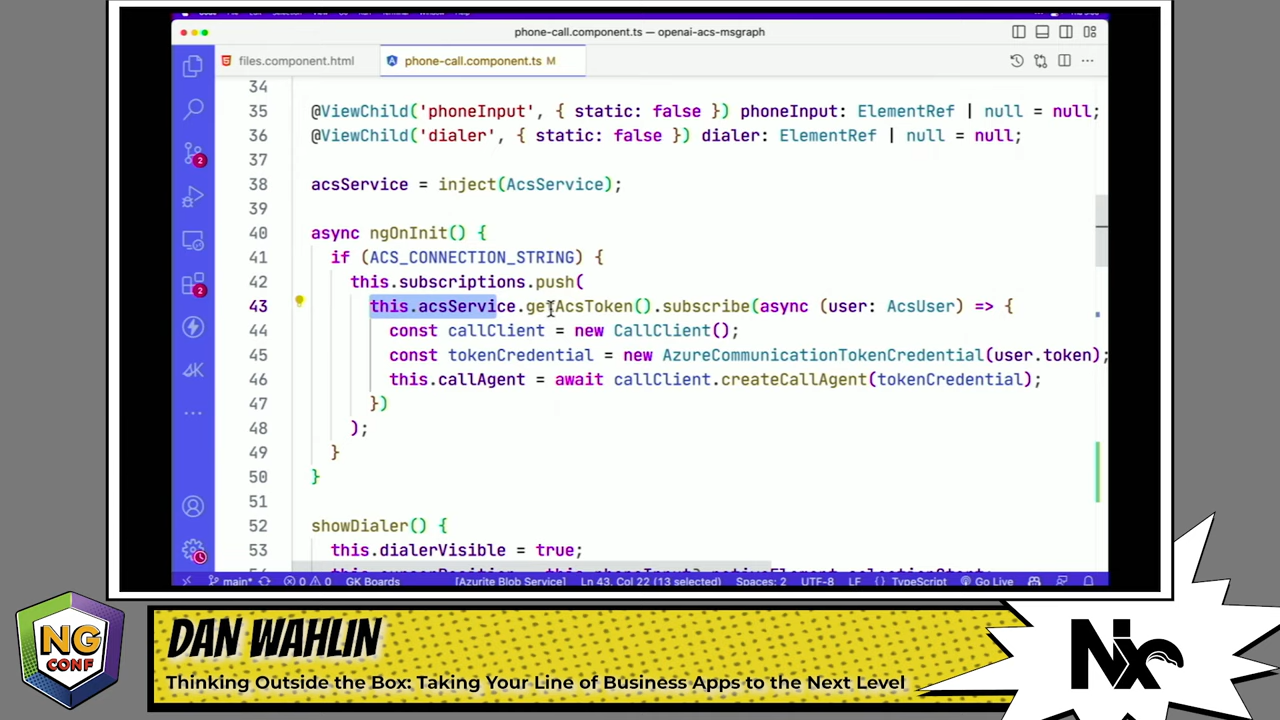 phone-call.component.ts — openai-acs-msgraph
files.component.html
phone-call.component.ts M
34
35 @ViewChild('phoneInput', { static: false }) phoneInput: ElementRef | null = null;
36 @ViewChild('dialer', { static: false }) dialer: ElementRef | null = null;
37
38 acsService = inject(AcsService);
39
40 async ngOnInit() {
41 if (ACS_CONNECTION_STRING) {
42 this.subscriptions.push(
43 this.acsService.getAcsToken().subscribe(async (user: AcsUser) => {
44 const callClient = new CallClient();
45 const tokenCredential = new AzureCommunicationTokenCredential(user.token);
46 this.callAgent = await callClient.createCallAgent(tokenCredential);
47 })
48 );
49 }
50 }
51
52 showDialer() {
53 this.dialerVisible = true;
2
2
main* 0 0 GK Boards [Azurite Blob Service] Ln 43, Col 22 (13 selected) Spaces: 2 UTF-8 LF {} TypeScript Go Live
NG
CONF
DAN WAHLIN
Thinking Outside the Box: Taking Your Line of Business Apps to the Next Level
Nx